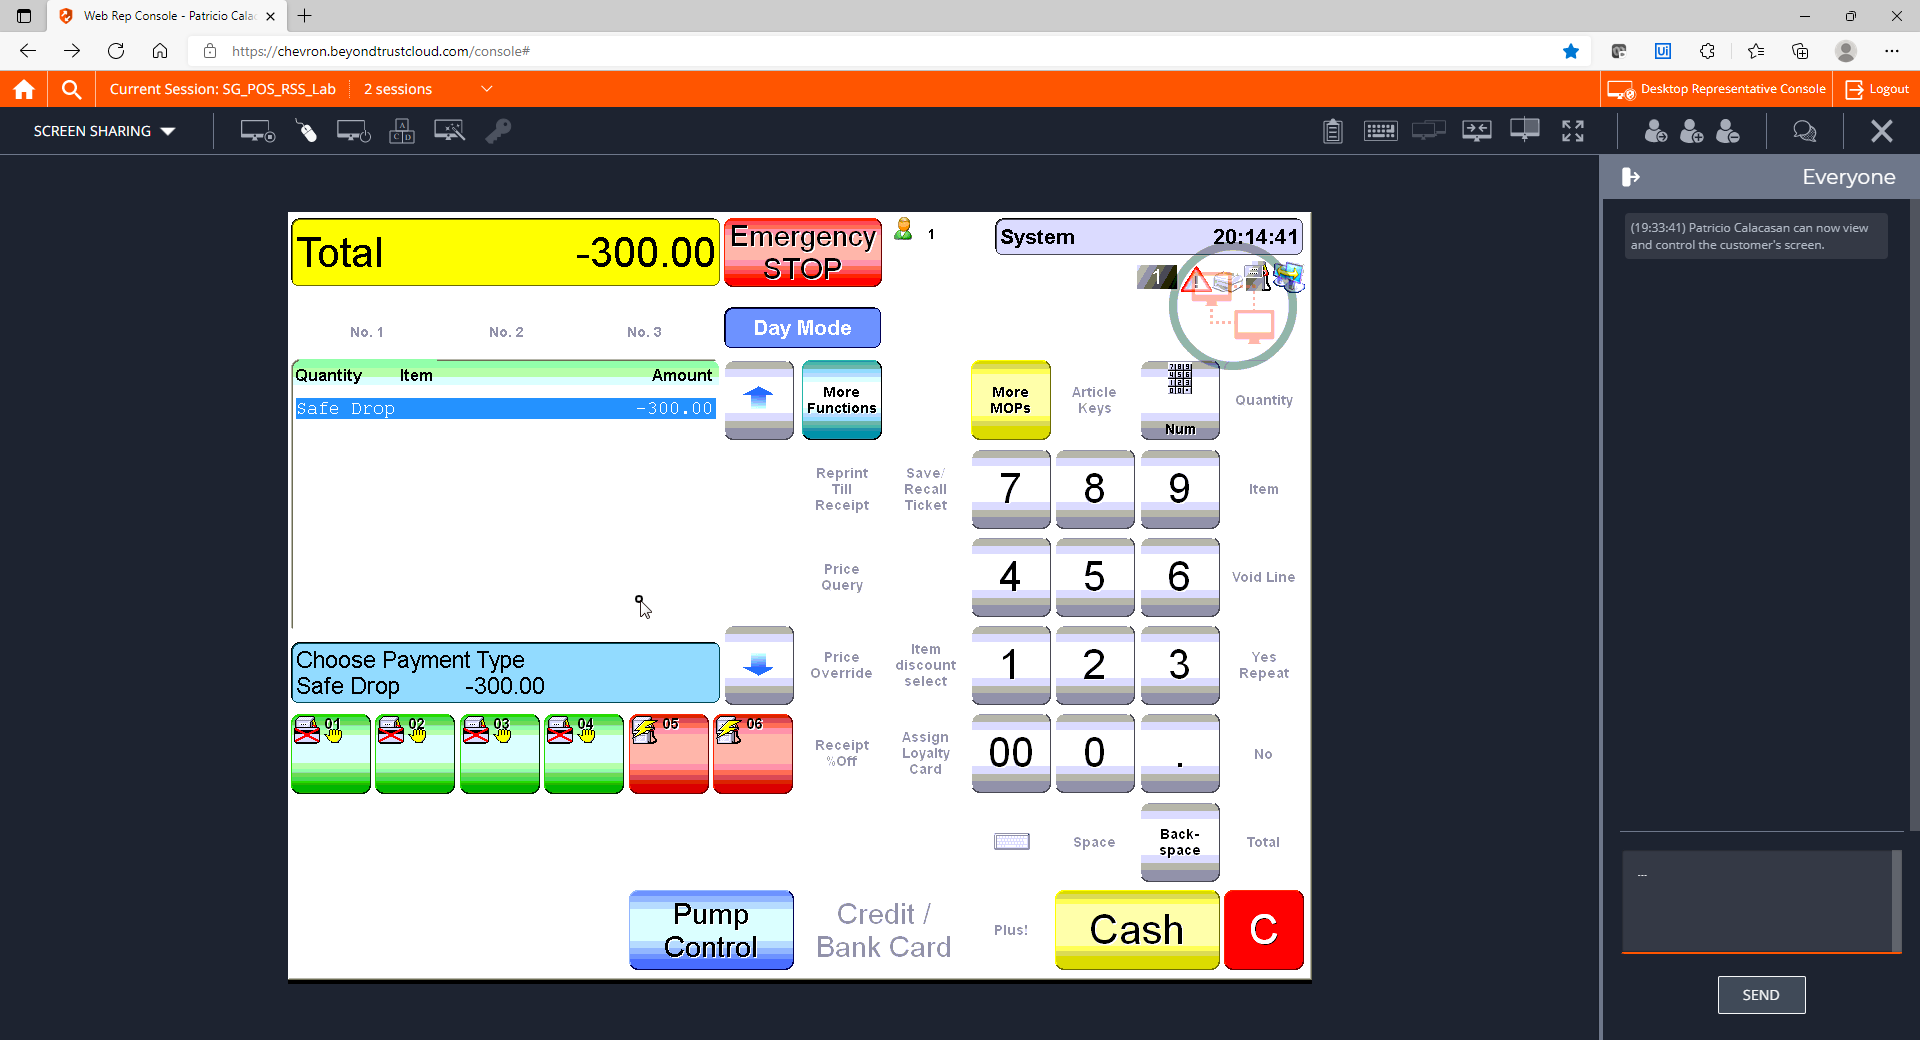 Web Rep Console - Patricio Cala
https://chevron.beyondtrustcloud.com/console#
Current Session: SG_POS_RSS_Lab
2 sessions
Desktop Representative Console
Logout
SCREEN SHARING
Everyone
(19:33:41) Patricio Calacasan can now view
and control the customer's screen.
Total -300.00
Emergency
STOP
1
System 20:14:41
1
No. 1 No. 2 No. 3
Day Mode
Quantity Item Amount
Safe Drop -300.00
More
Functions
More
MOPs
Article
Keys
Num
Quantity
Reprint
Till
Receipt
Save/
Recall
Ticket
7 8 9
Item
Price
Query
4 5 6
Void Line
Choose Payment Type
Safe Drop -300.00
Price
Override
Item
discount
select
1 2 3
Yes
Repeat
01 02 03 04 05 06
Receipt
%Off
Assign
Loyalty
Card
00 0 .
No
Space
Back-
space
Total
Pump
Control
Credit /
Bank Card
Plus!
Cash
C
...
SEND